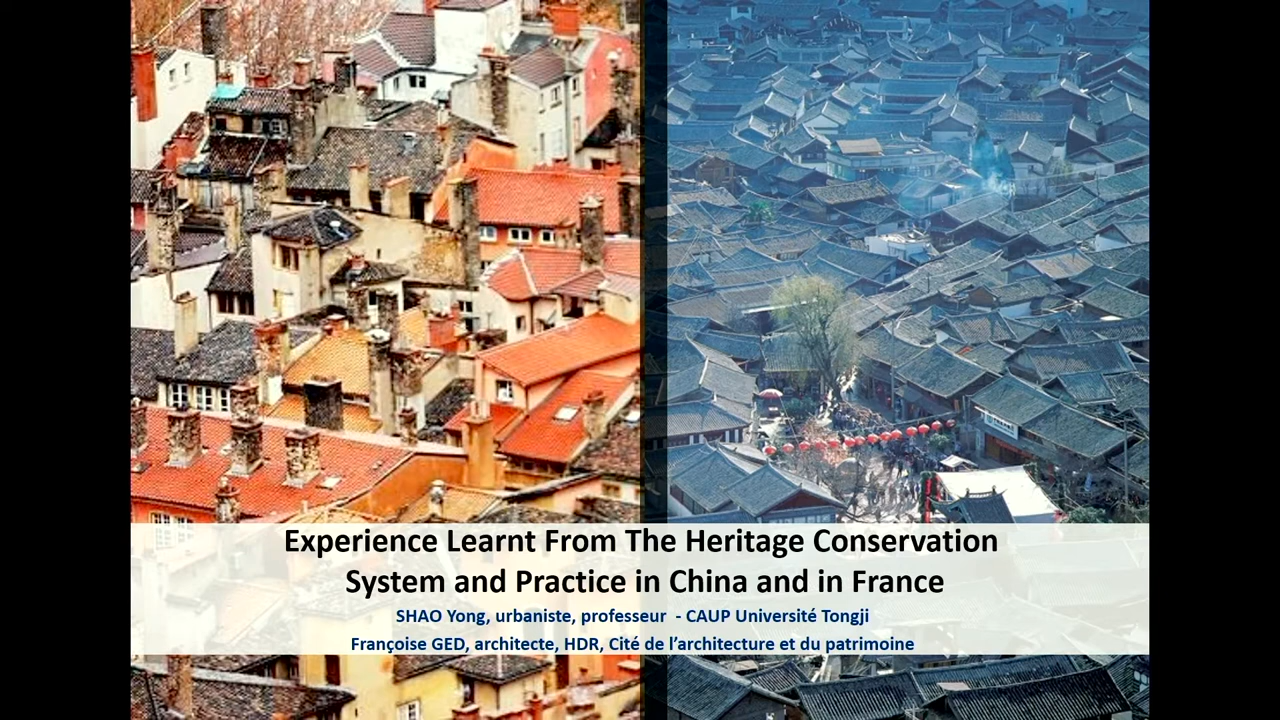 Experience Learnt From The Heritage Conservation
System and Practice in China and in France
SHAO Yong, urbaniste, professeur - CAUP Université Tongji
Françoise GED, architecte, HDR, Cité de l’architecture et du patrimoine